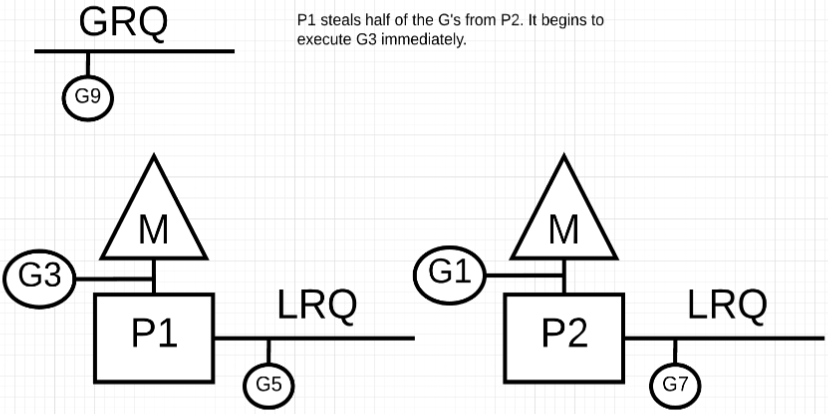 GRQ
P1 steals half of the G's from P2. It begins to
execute G3 immediately.
G9
M
M
G3
G1
LRQ
LRQ
P1
P2
G5
G7